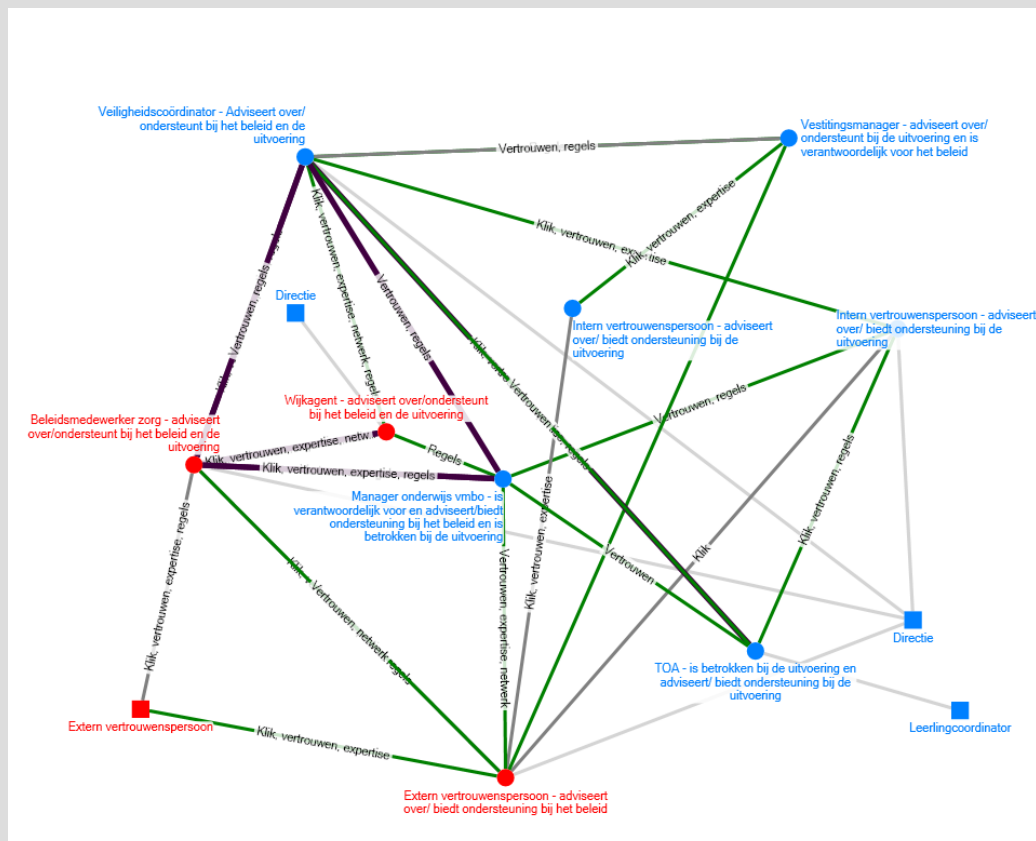 Veiligheidscoördinator - Adviseert over/
ondersteunt bij het beleid en de
uitvoering
Vestitingsmanager - adviseert over/
ondersteunt bij de uitvoering en is
verantwoordelijk voor het beleid
Vertrouwen, regels
Klik, vertrouwen, expertise
Klik, vertrouwen, expertise
Klik, vertrouwen, expertise, netwerk, regels
Vertrouwen, regels
Klik, Vertrouwen, regels
regels
Directie
Intern vertrouwenspersoon - adviseert
over/ biedt ondersteuning bij de
uitvoering
Intern vertrouwenspersoon - adviseert
over/ biedt ondersteuning bij de
uitvoering
Klik, Vertrouwen, regels
Wijkagent - adviseert over/ondersteunt
bij het beleid en de uitvoering
Vertrouwen, regels
Beleidsmedewerker zorg - adviseert
over/ondersteunt bij het beleid en de
uitvoering
Klik, vertrouwen, expertise, netw.
Regels
Klik, vertrouwen, expertise, regels
Manager onderwijs vmbo - is
verantwoordelijk voor en adviseert/biedt
ondersteuning bij het beleid en is
betrokken bij de uitvoering
Klik, vertrouwen, regels
Klik, vertrouwen, expertise
Klik
Vertrouwen
Klik, vertrouwen, expertise, regels
Klik, Vertrouwen, netwerk regels
Vertrouwen, expertise, netwerk
Directie
TOA - is betrokken bij de uitvoering en
adviseert/ biedt ondersteuning bij de
uitvoering
Extern vertrouwenspersoon
Leerlingcoordinator
Klik, vertrouwen, expertise
Extern vertrouwenspersoon - adviseert
over/ biedt ondersteuning bij het beleid